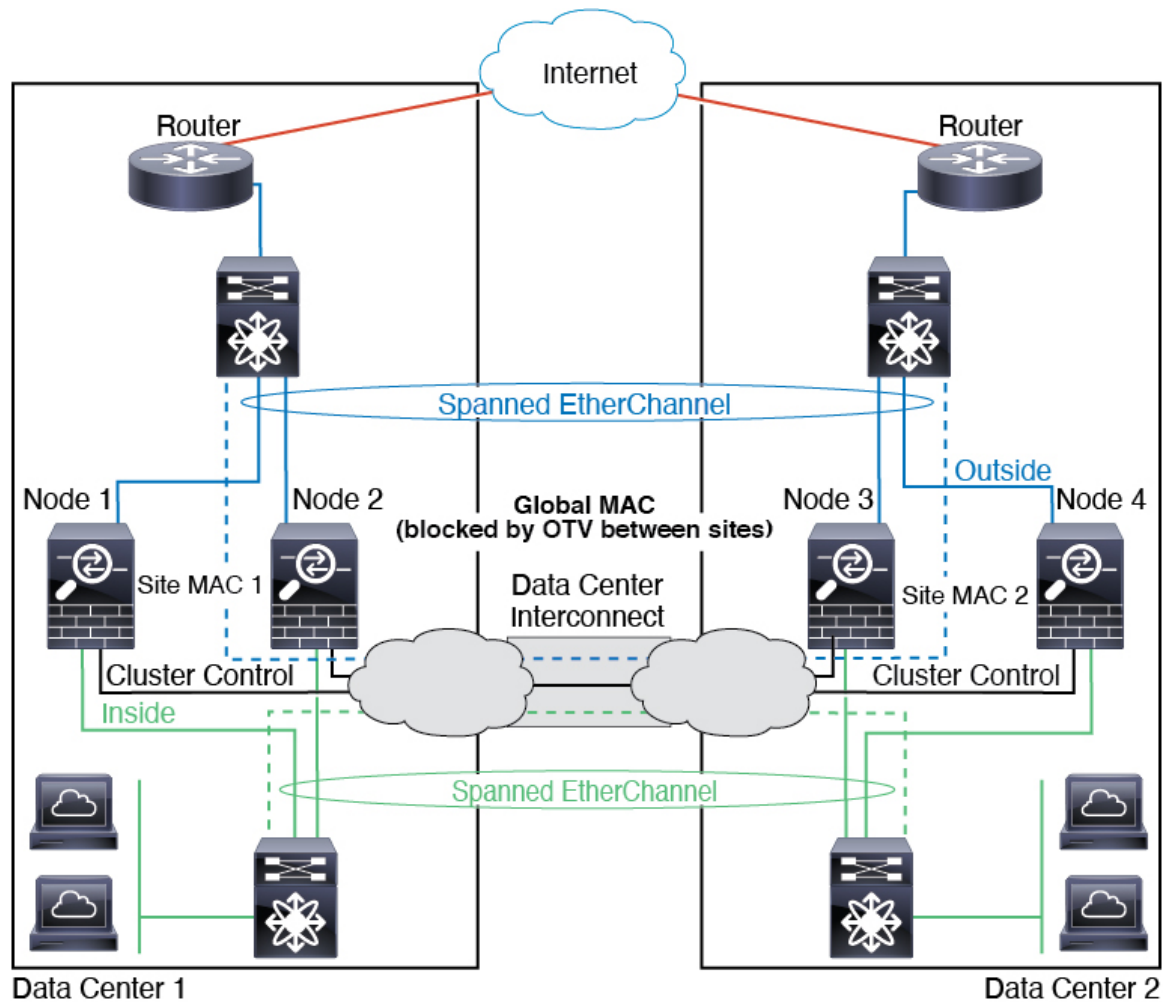 Internet
Router
Router
Spanned EtherChannel
Outside
Node 1
Node 2
Global MAC
(blocked by OTV between sites)
Node 3
Node 4
Site MAC 1
Data Center
Interconnect
Site MAC 2
Cluster Control
Cluster Control
Inside
Spanned EtherChannel
Data Center 1
Data Center 2